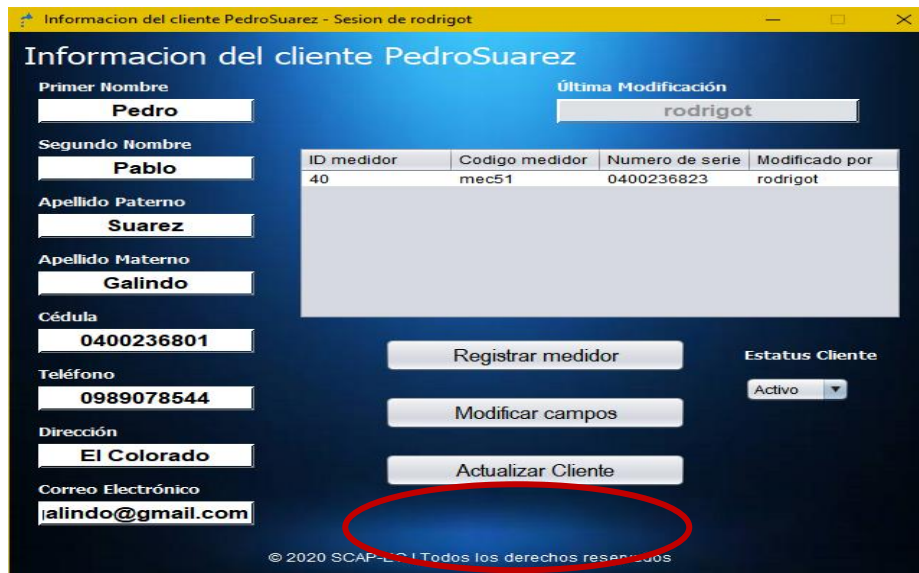 Informacion del cliente PedroSuarez - Sesion de rodrigot
Informacion del cliente PedroSuarez
Primer Nombre
Pedro
Segundo Nombre
Pablo
Apellido Paterno
Suarez
Apellido Materno
Galindo
Cédula
0400236801
Teléfono
0989078544
Dirección
El Colorado
Correo Electrónico
alindo@gmail.com
Última Modificación
rodrigot
ID medidor Codigo medidor Numero de serie Modificado por
40 mec51 0400236823 rodrigot
Registrar medidor
Modificar campos
Actualizar Cliente
Estatus Cliente
Activo
© 2020 SCAP-EC | Todos los derechos reservados